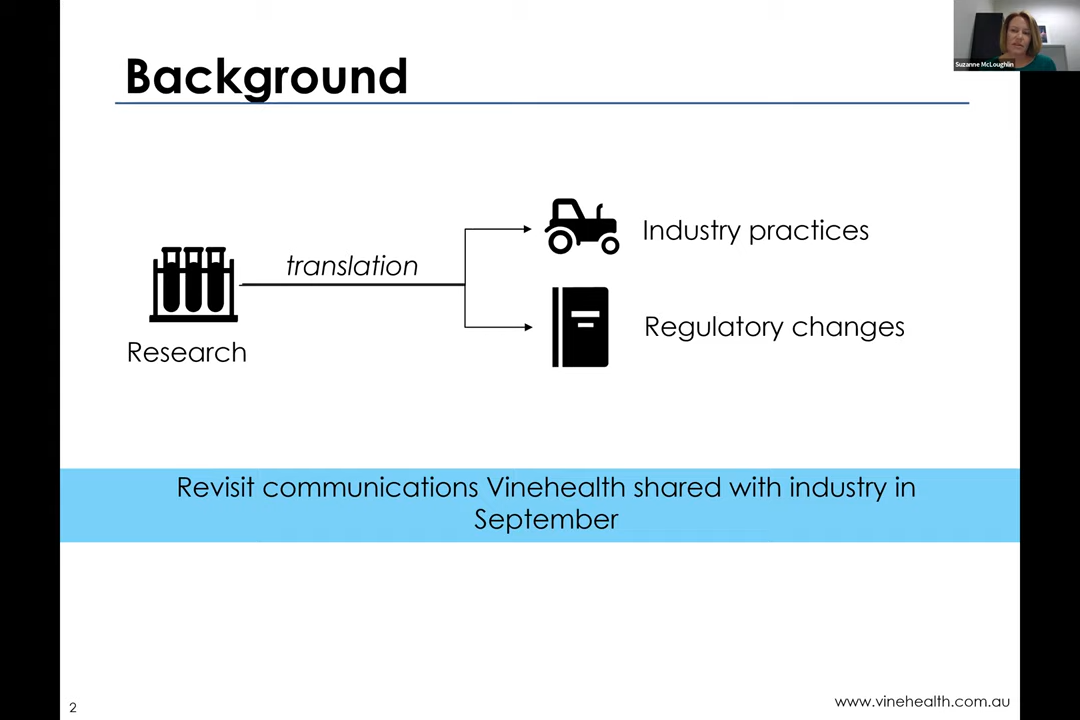 Background
Suzanne McLoughlin
translation
Industry practices
Research
Regulatory changes
Revisit communications Vinehealth shared with industry in
September
2
www.vinehealth.com.au